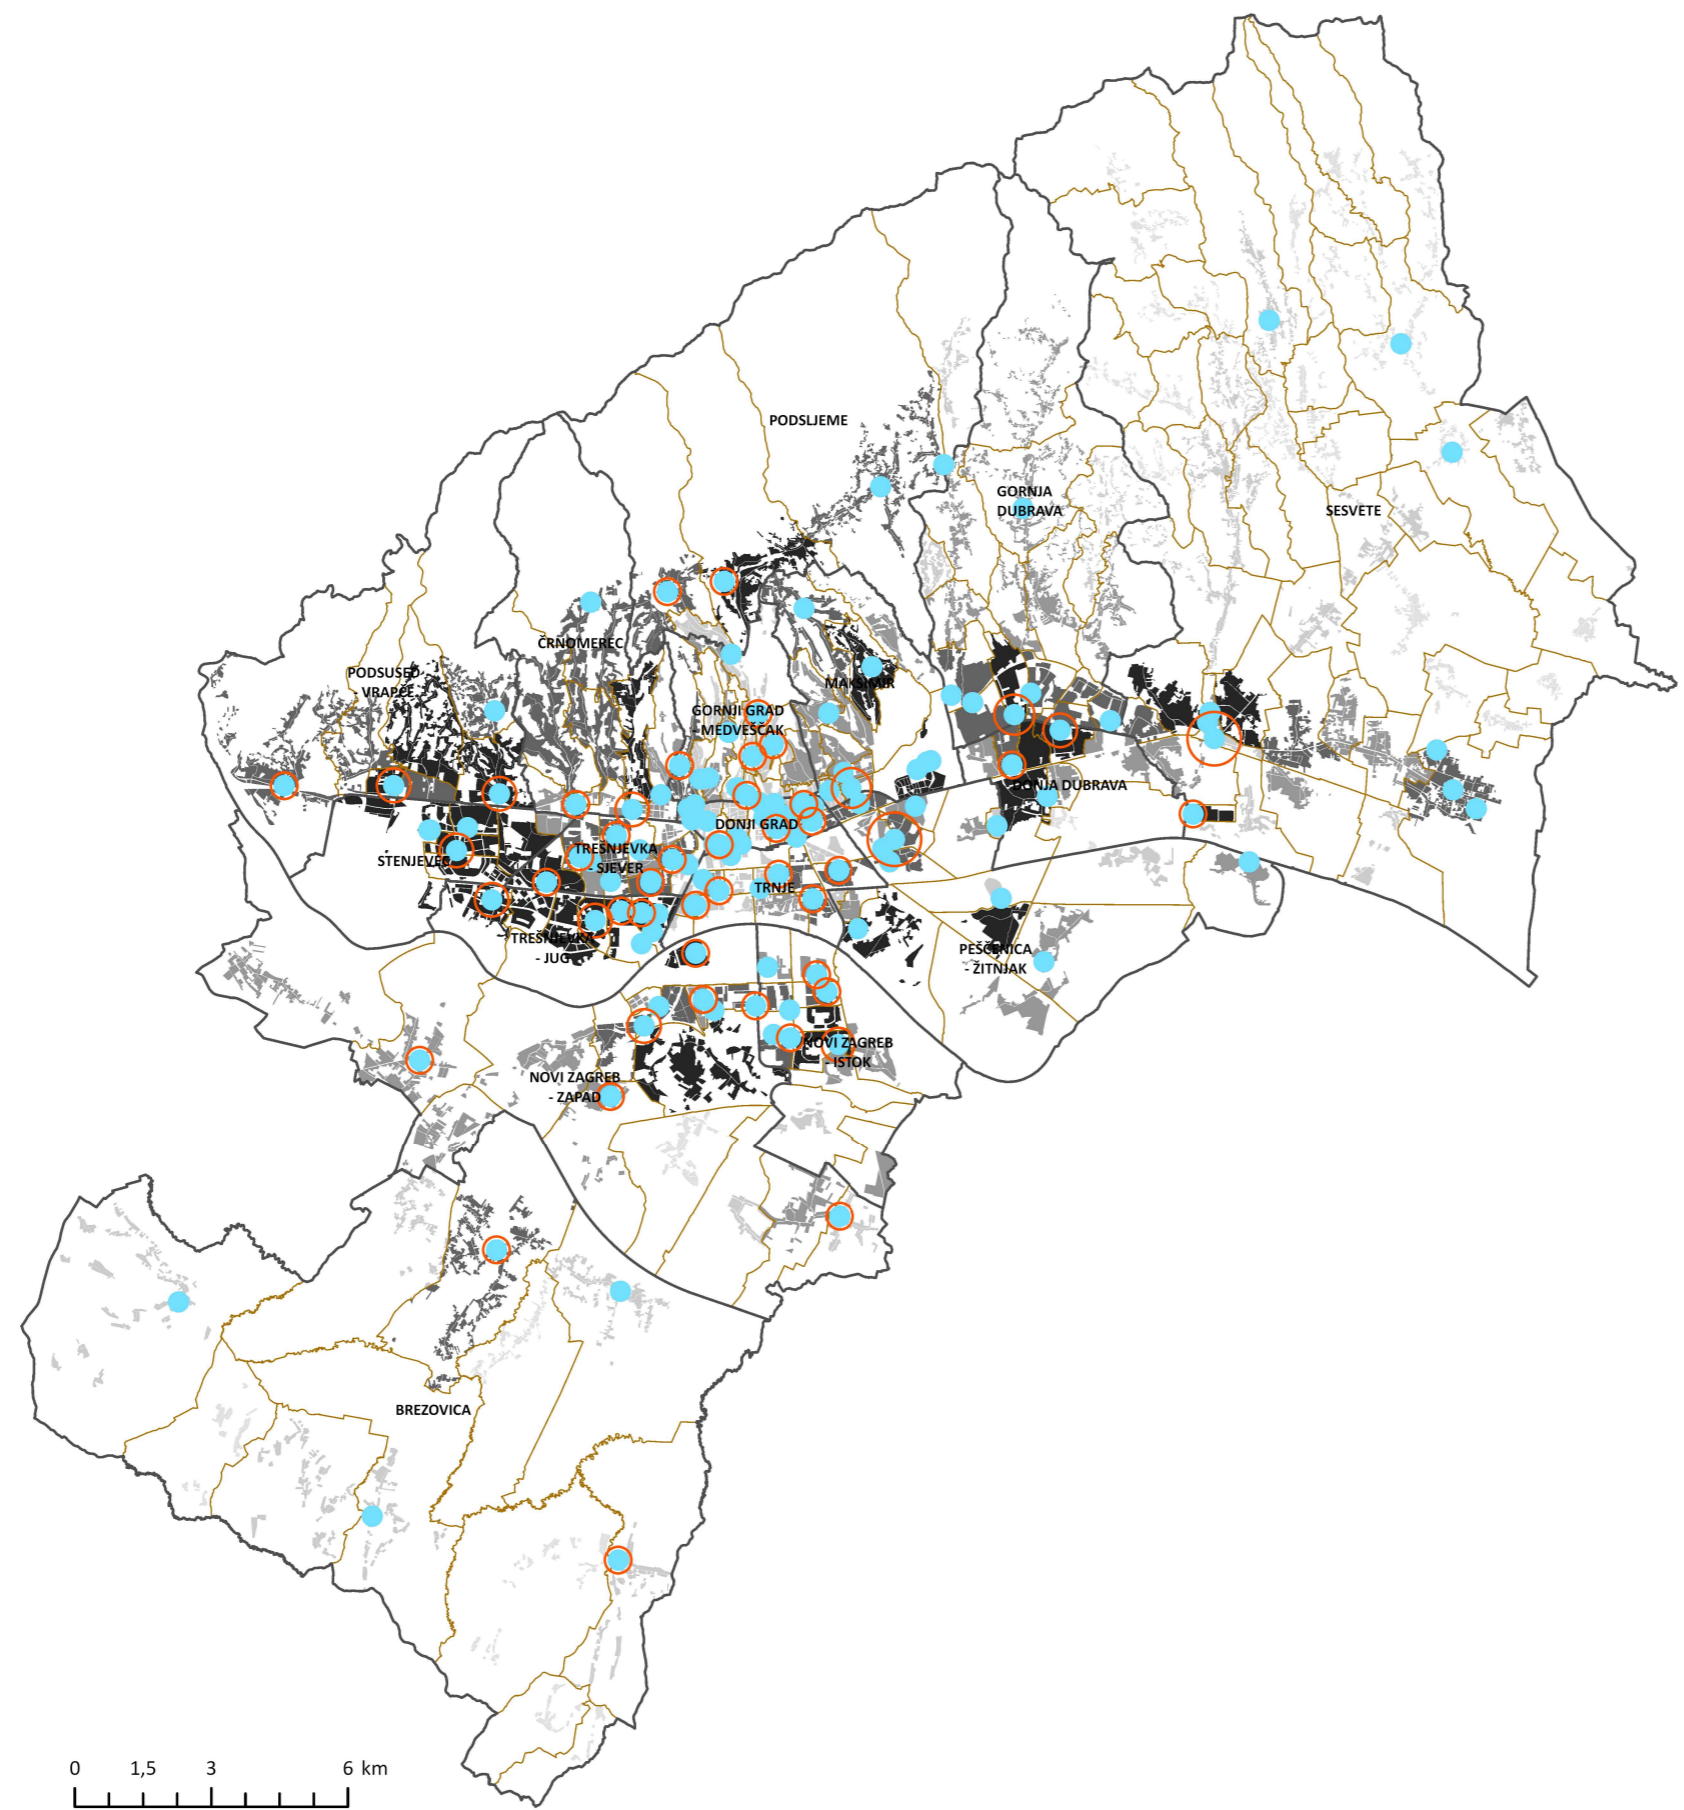 PODSLJEME
GORNJA
DUBRAVA
SESVETE
ČRNOMEREC
PODSUSED
- VRAPČE
MAKSIMIR
GORNJI GRAD
- MEDVEŠČAK
DONJA DUBRAVA
DONJI GRAD
TREŠNJEVKA
- SJEVER
STENJEVEC
TRNJE
TREŠNJEVKA
- JUG
PEŠČENICA
- ŽITNJAK
NOVI ZAGREB
- ISTOK
NOVI ZAGREB
- ZAPAD
BREZOVICA
0 1,5 3 6 km